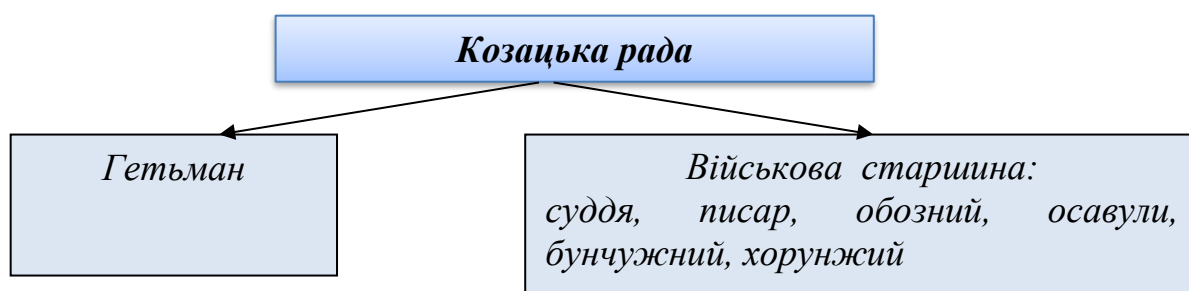 Козацька рада
Гетьман
Військова старшина:
суддя, писар, обозний, осавули,
бунчужний, хорунжий